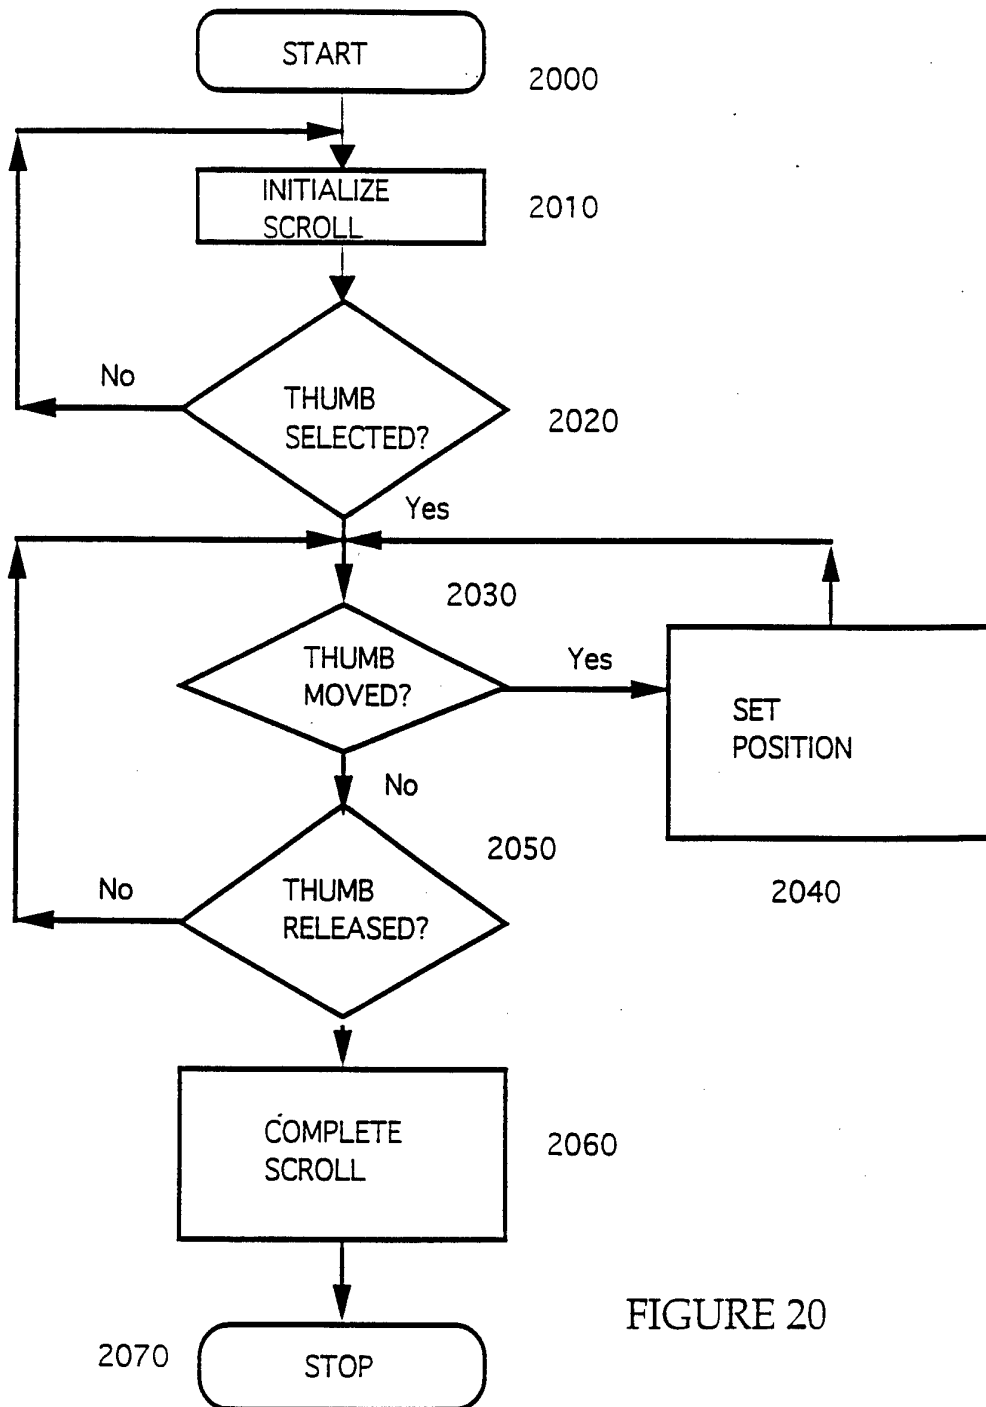 START
2000
INITIALIZE
SCROLL
2010
No
THUMB
SELECTED?
2020
Yes
2030
THUMB
MOVED?
Yes
SET
POSITION
No
2050
2040
No
THUMB
RELEASED?
COMPLETE
SCROLL
2060
FIGURE 20
2070
STOP